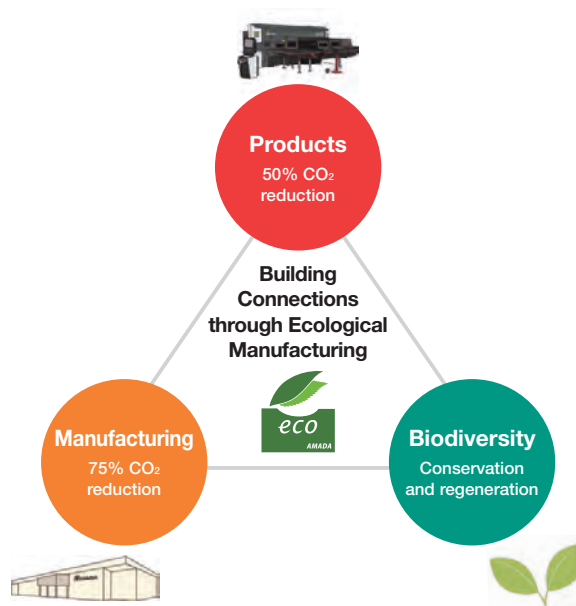 Products
50% CO₂
reduction
Building
Connections
through Ecological
Manufacturing
eco
AMADA
Manufacturing
75% CO₂
reduction
Biodiversity
Conservation
and regeneration